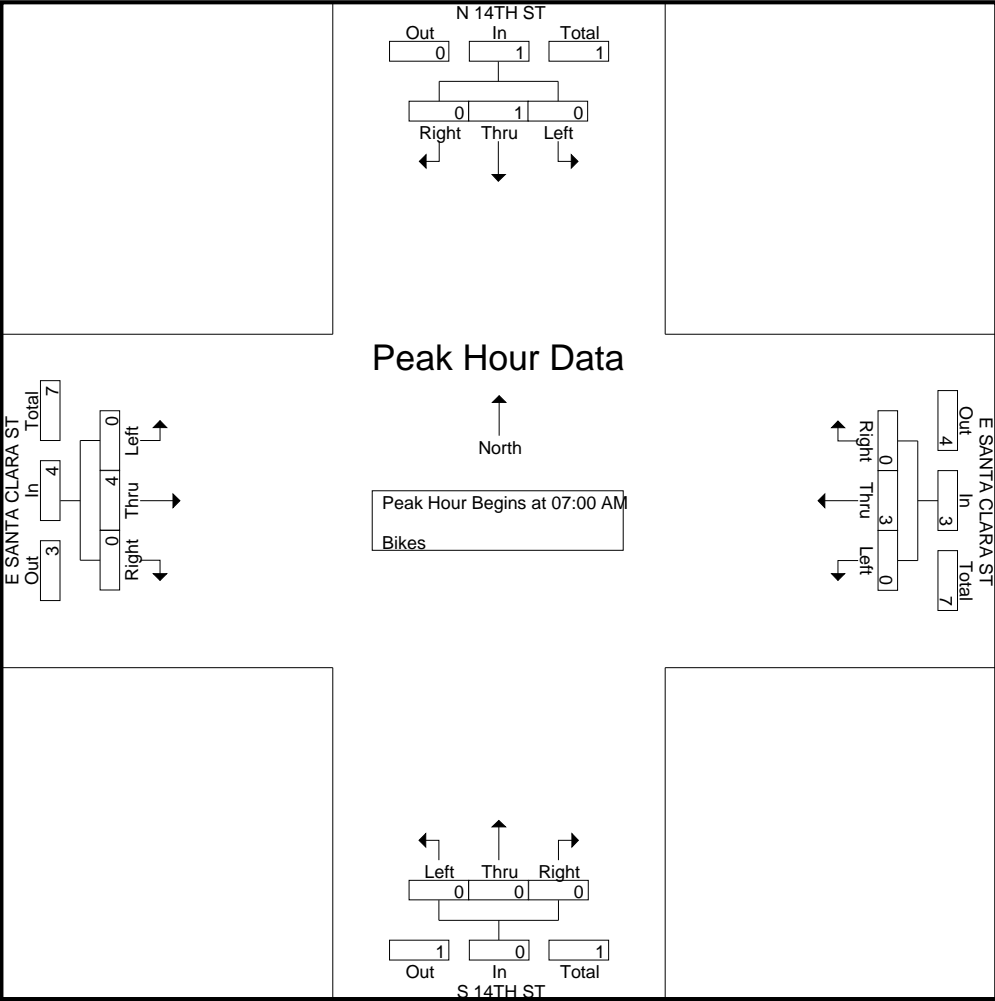 N 14TH ST
Out In Total
0 1 1
0 1 0
Right Thru Left
Peak Hour Data
North
Peak Hour Begins at 07:00 AM
Bikes
E SANTA CLARA ST
Out In Total
3 4 7
0 4 0
Right Thru Left
E SANTA CLARA ST
Out In Total
4 3 7
0 3 0
Right Thru Left
Left Thru Right
0 0 0
1 0 1
Out In Total
S 14TH ST